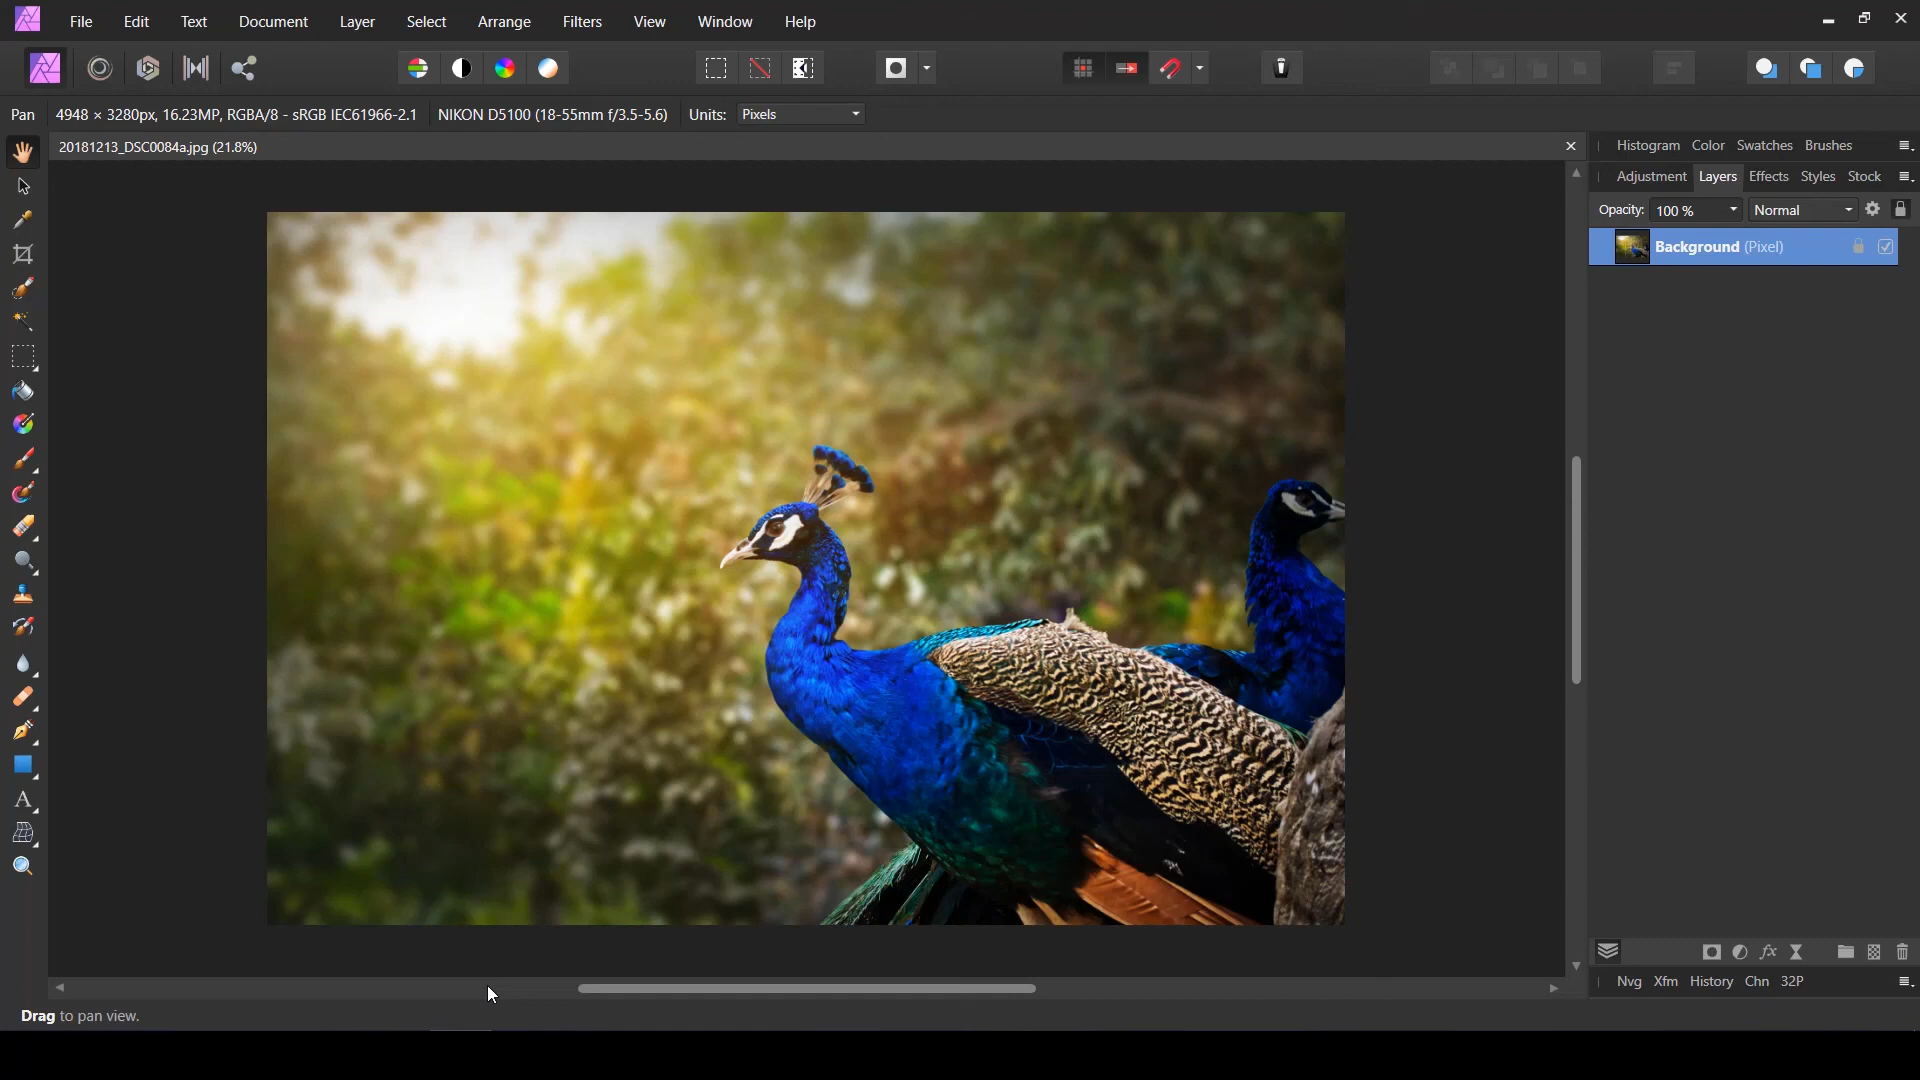 File Edit Text Document Layer Select Arrange Filters View Window Help
Pan 4948 × 3280px, 16.23MP, RGBA/8 - sRGB IEC61966-2.1 NIKON D5100 (18-55mm f/3.5-5.6) Units: Pixels
20181213_DSC0084a.jpg (21.8%)
Histogram Color Swatches Brushes
Adjustment Layers Effects Styles Stock
Opacity: 100 % Normal
Background (Pixel)
fx
A
Nvg Xfm History Chn 32P
Drag to pan view.